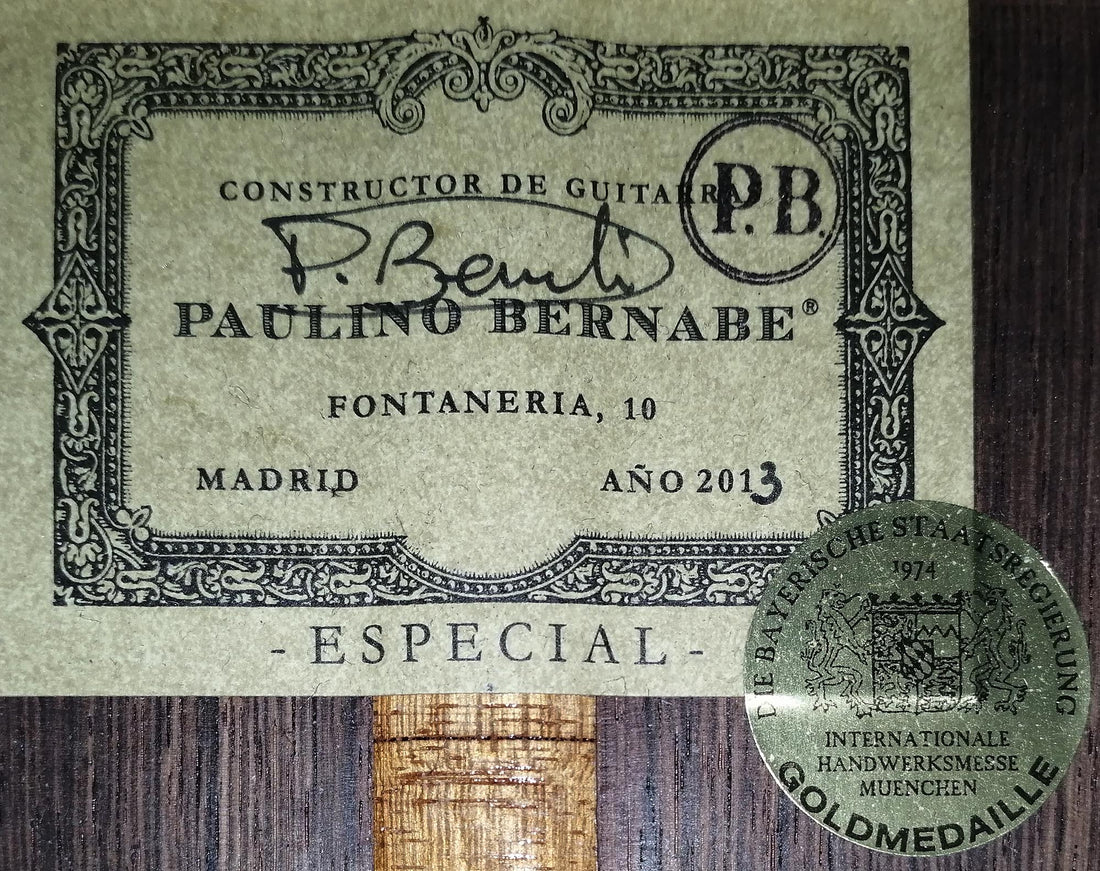 CONSTRUCTOR DE GUITARRA
P.B.
P. Bernabé
PAULINO BERNABE®
FONTANERIA, 10
MADRID AÑO 2013
- ESPECIAL -
DIE BAYERISCHE STAATSREGIERUNG
1974
INTERNATIONALE
HANDWERKSMESSE
MUENCHEN
GOLDMEDAILLE